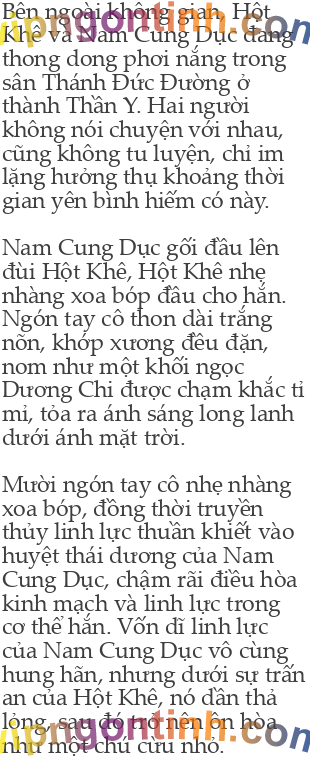 Bên ngoài không gian, Hột
Khê và Nam Cung Dục đang
thong dong phơi nắng trong
sân Thánh Đức Đường ở
thành Thần Y. Hai người
không nói chuyện với nhau,
cũng không tu luyện, chỉ im
lặng hưởng thụ khoảng thời
gian yên bình hiếm có này.
Nam Cung Dục gối đầu lên
đùi Hột Khê, Hột Khê nhẹ
nhàng xoa bóp đầu cho hắn.
Ngón tay cô thon dài trắng
nõn, khớp xương đều đặn,
nom như một khối ngọc
Dương Chi được chạm khắc tỉ
mỉ, tỏa ra ánh sáng long lanh
dưới ánh mặt trời.
Mười ngón tay cô nhẹ nhàng
xoa bóp, đồng thời truyền
thủy linh lực thuần khiết vào
huyệt thái dương của Nam
Cung Dục, chậm rãi điều hòa
kinh mạch và linh lực trong
cơ thể hắn. Vốn dĩ linh lực
của Nam Cung Dục vô cùng
hung hãn, nhưng dưới sự trấn
an của Hột Khê, nó dần thả
lỏng, sau đó trở nên ôn hòa
như một chú cừu nhỏ.
vipngontinh.com
vipngontinh.com